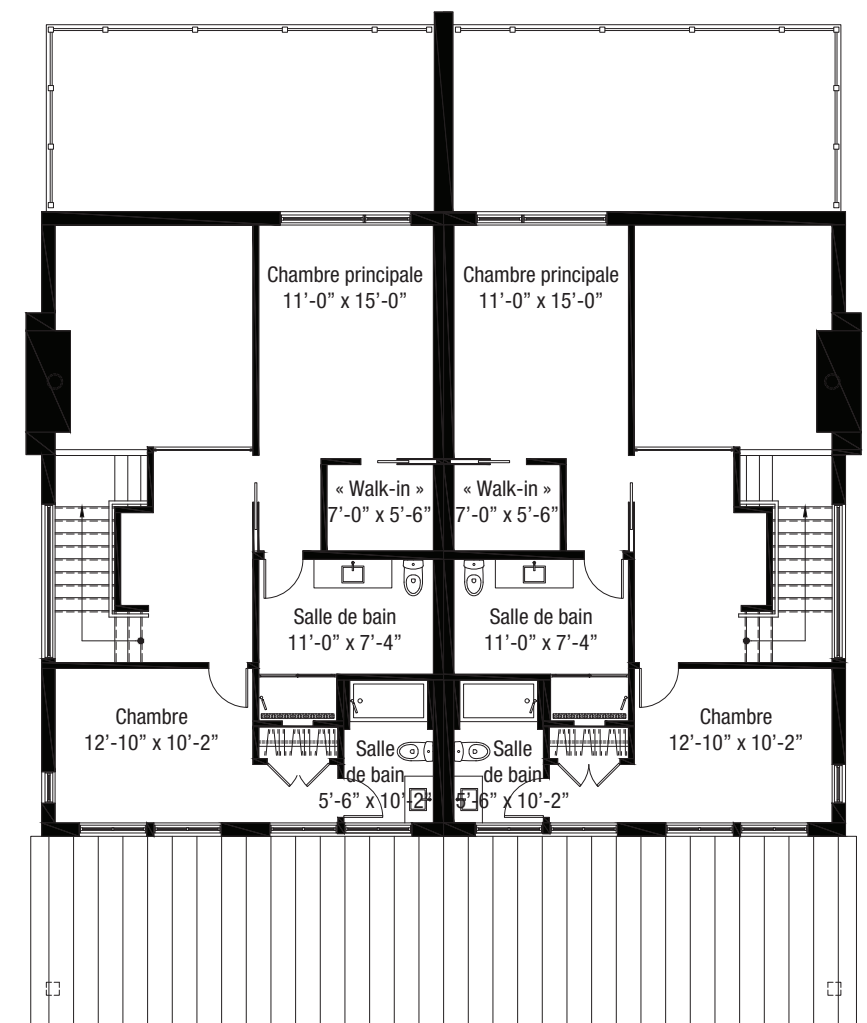 Chambre principale
11’-0” x 15’-0”
Chambre principale
11’-0” x 15’-0”
« Walk-in »
7’-0” x 5’-6”
« Walk-in »
7’-0” x 5’-6”
Salle de bain
11’-0” x 7’-4”
Salle de bain
11’-0” x 7’-4”
Chambre
12’-10” x 10’-2”
Salle
de bain
5’-6” x 10’-2”
Salle
de bain
5’-6” x 10’-2”
Chambre
12’-10” x 10’-2”